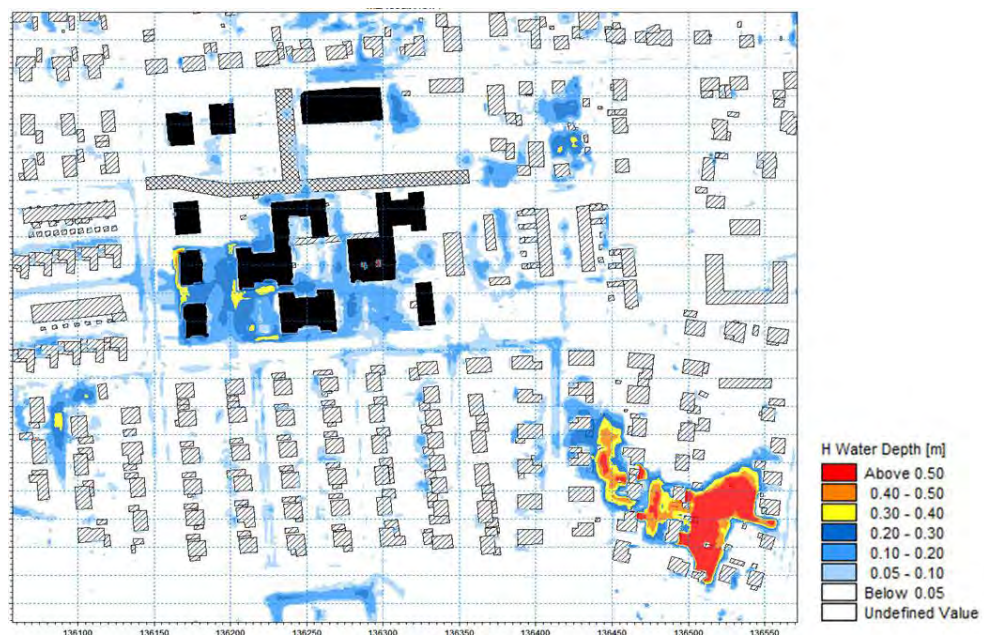 H Water Depth [m]
Above 0.50
0.40 - 0.50
0.30 - 0.40
0.20 - 0.30
0.10 - 0.20
0.05 - 0.10
Below 0.05
Undefined Value
136100 136150 136200 136250 136300 136350 136400 136450 136500 136550